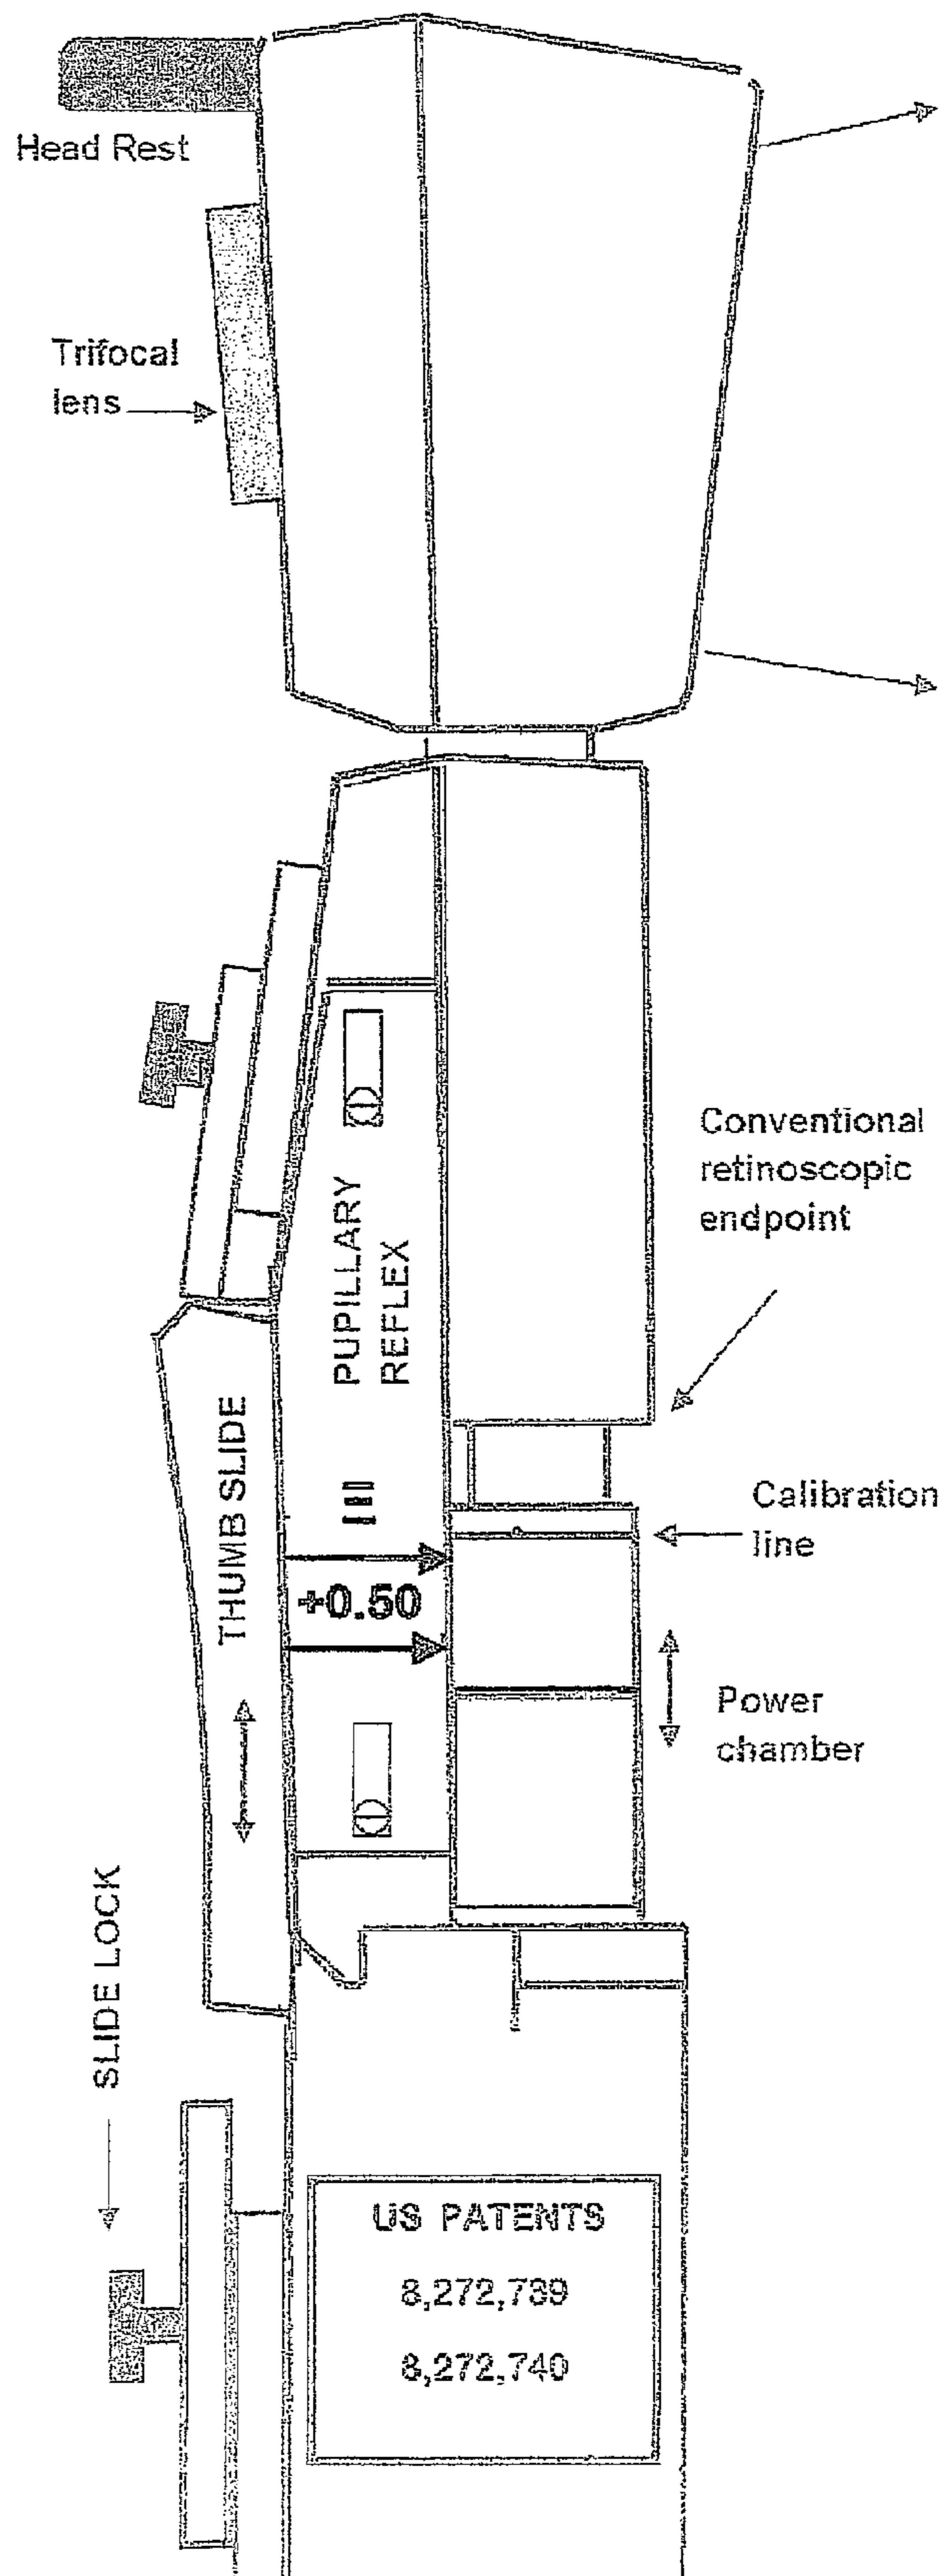 Head Rest
Trifocal
lens
Conventional
retinoscopic
endpoint
PUPILLARY
REFLEX
THUMB SLIDE
Calibration
line
+0.50
Power
chamber
SLIDE LOCK
US PATENTS
8,272,739
8,272,740